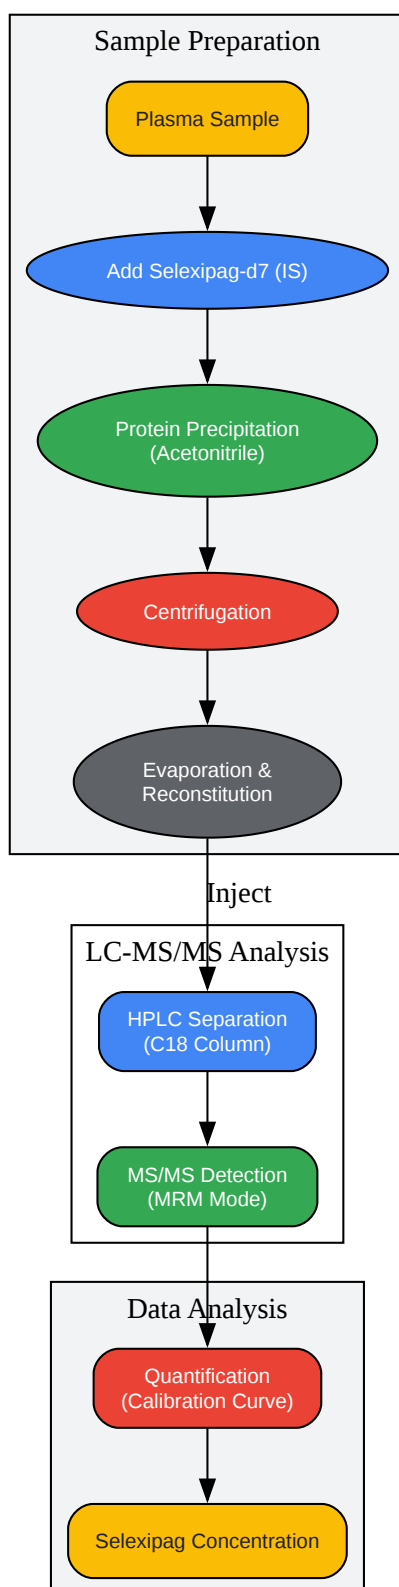 Sample Preparation
Plasma Sample
Add Selexipag-d7 (IS)
Protein Precipitation
(Acetonitrile)
Centrifugation
Evaporation &
Reconstitution
Inject
LC-MS/MS Analysis
HPLC Separation
(C18 Column)
MS/MS Detection
(MRM Mode)
Data Analysis
Quantification
(Calibration Curve)
Selexipag Concentration